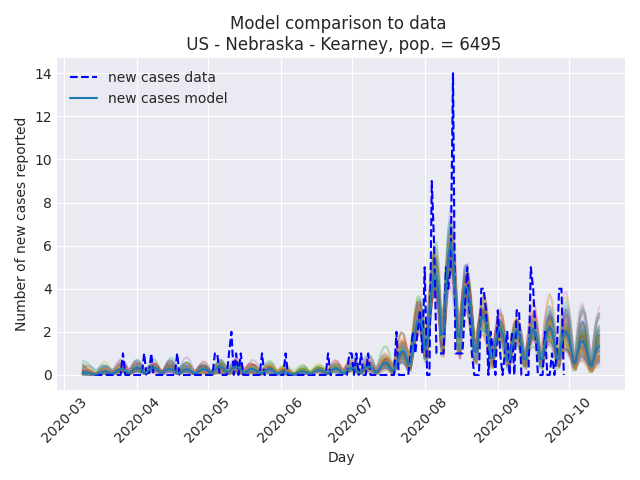 Model comparison to data
US - Nebraska - Kearney, pop. = 6495
new cases data
new cases model
Number of new cases reported
14
12
10
8
6
4
2
0
2020-03
2020-04
2020-05
2020-06
2020-07
2020-08
2020-09
2020-10
Day